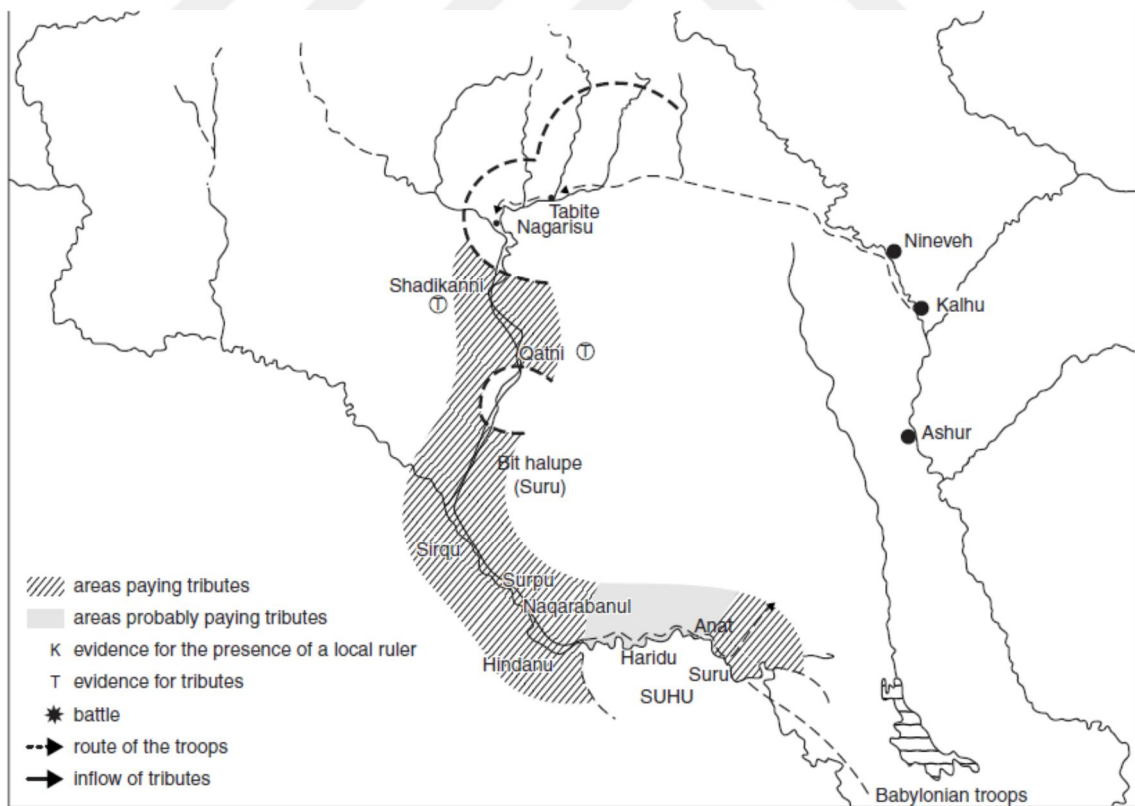 Tabite
Nagarisu
Nineveh
Shadikanni
T
Kalhu
Qatni T
Ashur
Bit halupe
(Suru)
Sirqu
areas paying tributes
Surpu
Naqarabanul
areas probably paying tributes
Anat
K evidence for the presence of a local ruler
Haridu
Hindanu
Suru
T evidence for tributes
SUHU
battle
route of the troops
inflow of tributes
Babylonian troops